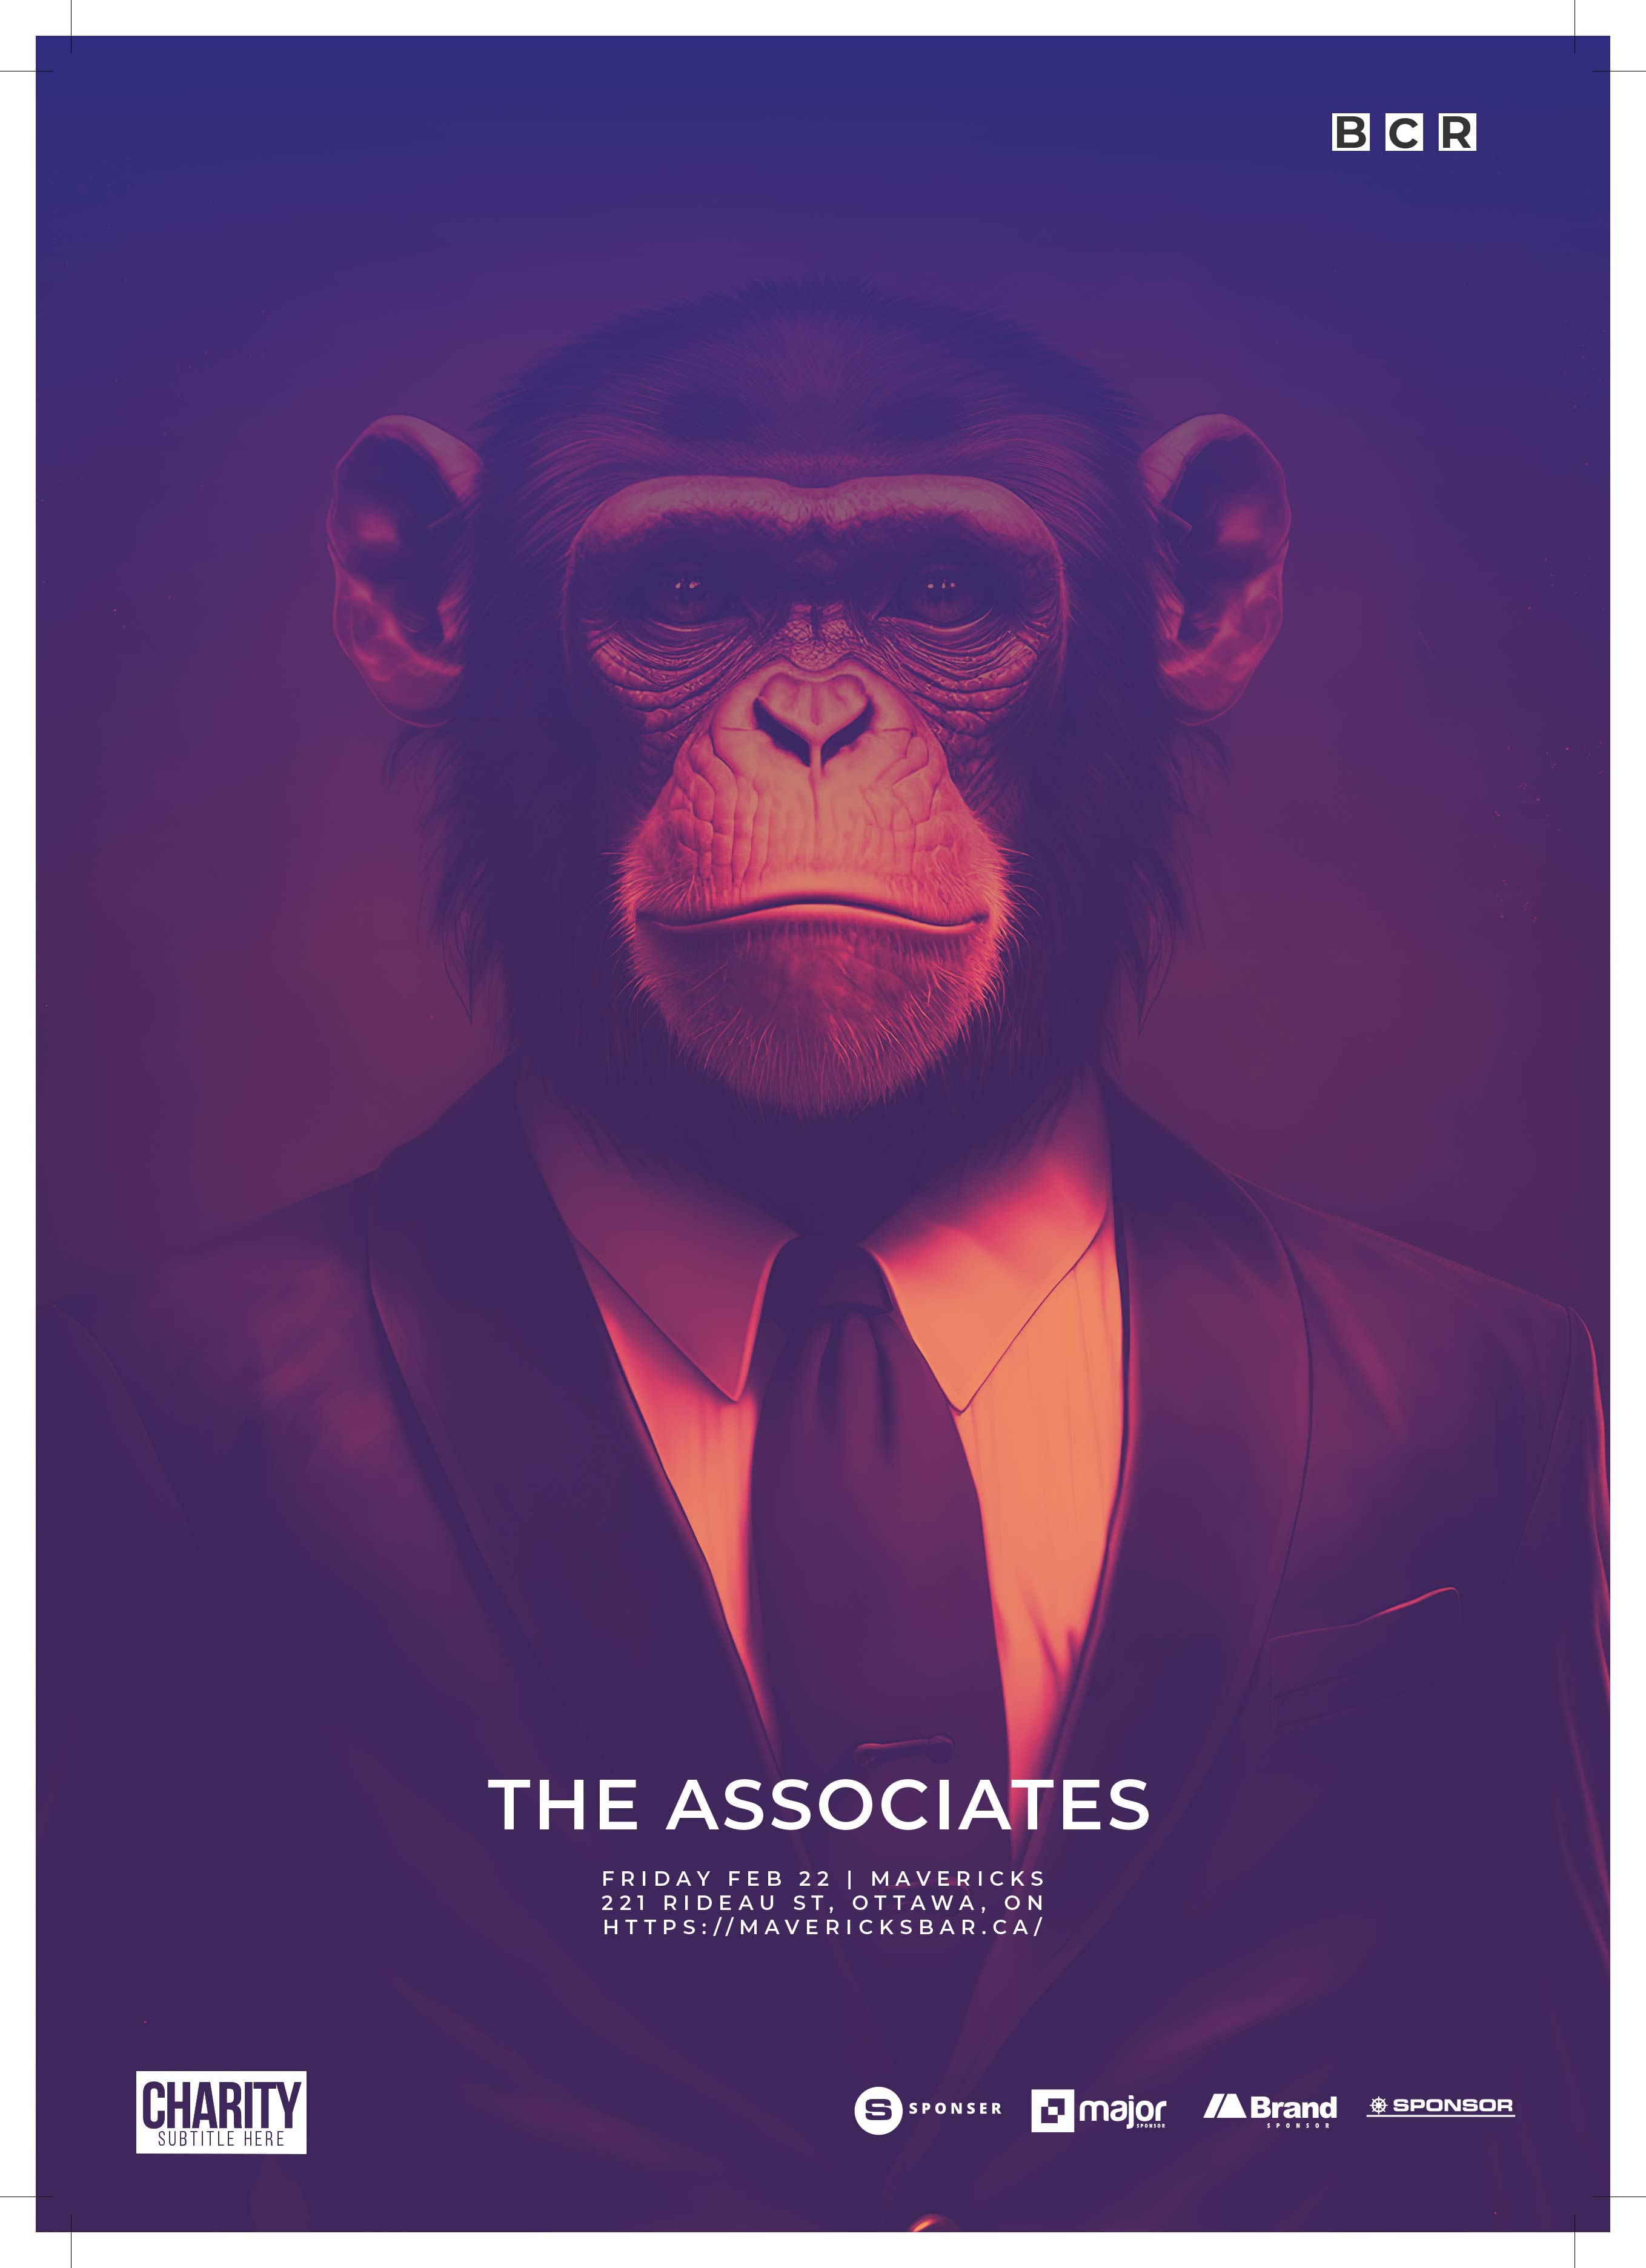 B C R
THE ASSOCIATES
FRIDAY FEB 22 | MAVERICKS
221 RIDEAU ST, OTTAWA, ON
HTTPS://MAVERICKSBAR.CA/
CHARITY
SUBTITLE HERE
S SPONSER
major
SPONSOR
Brand
SPONSOR
SPONSOR